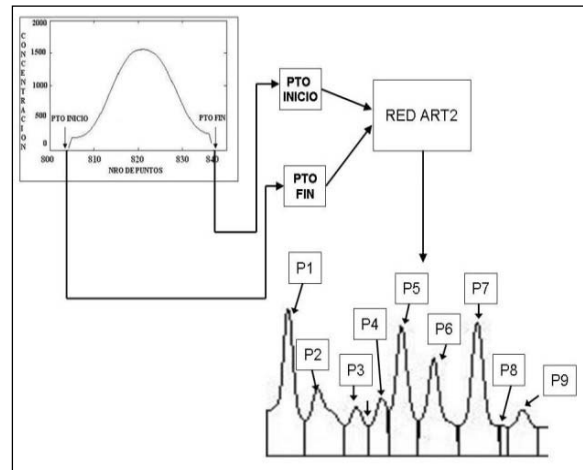 CONCENTRACION
2000
1500
1000
500
0
PTO INICIO
PTO FIN
800
810
820
830
840
NRO DE PUNTOS
PTO
INICIO
PTO
FIN
RED ART2
P1
P2
P3
P4
P5
P6
P7
P8
P9